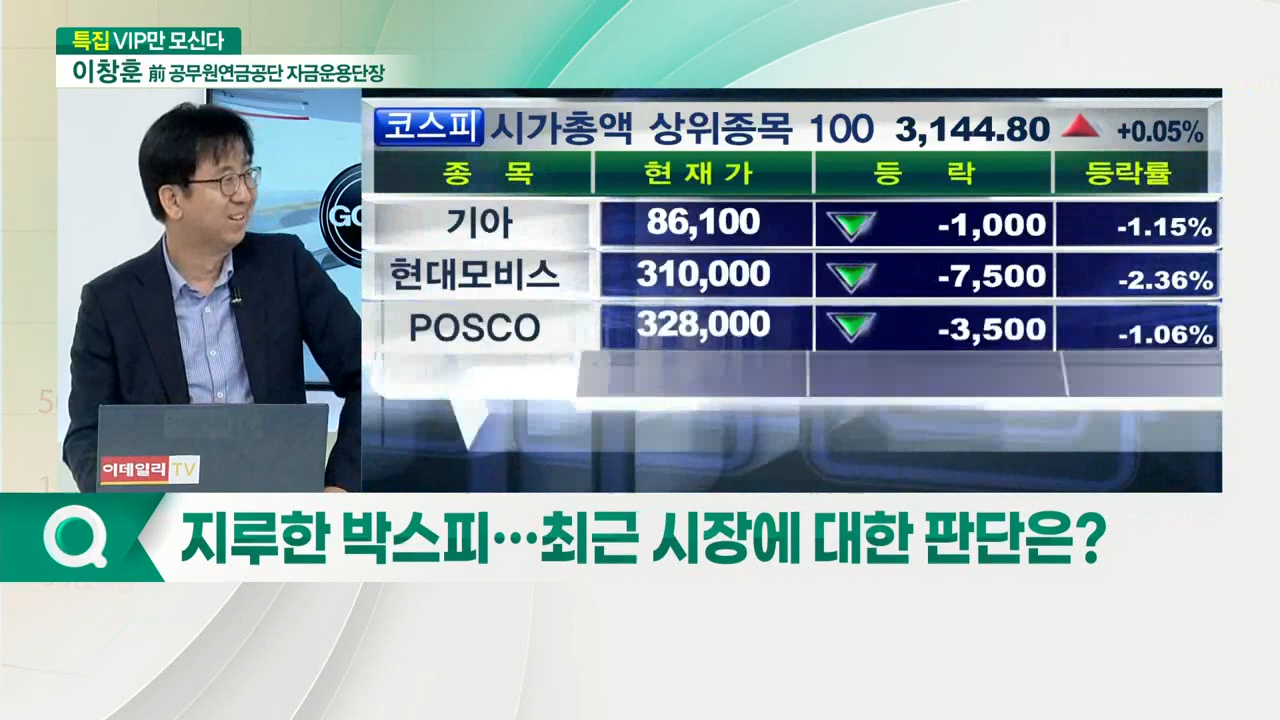 특집 VIP만 모신다
이창훈 前 공무원연금공단 자금운용단장
코스피 시가총액 상위종목 100 3,144.80 ▲ +0.05%
종 목 현 재 가 등 락 등락률
기아 86,100 ▼ -1,000 -1.15%
현대모비스 310,000 ▼ -7,500 -2.36%
POSCO 328,000 ▼ -3,500 -1.06%
GO
이데일리 TV
지루한 박스피…최근 시장에 대한 판단은?
5
1